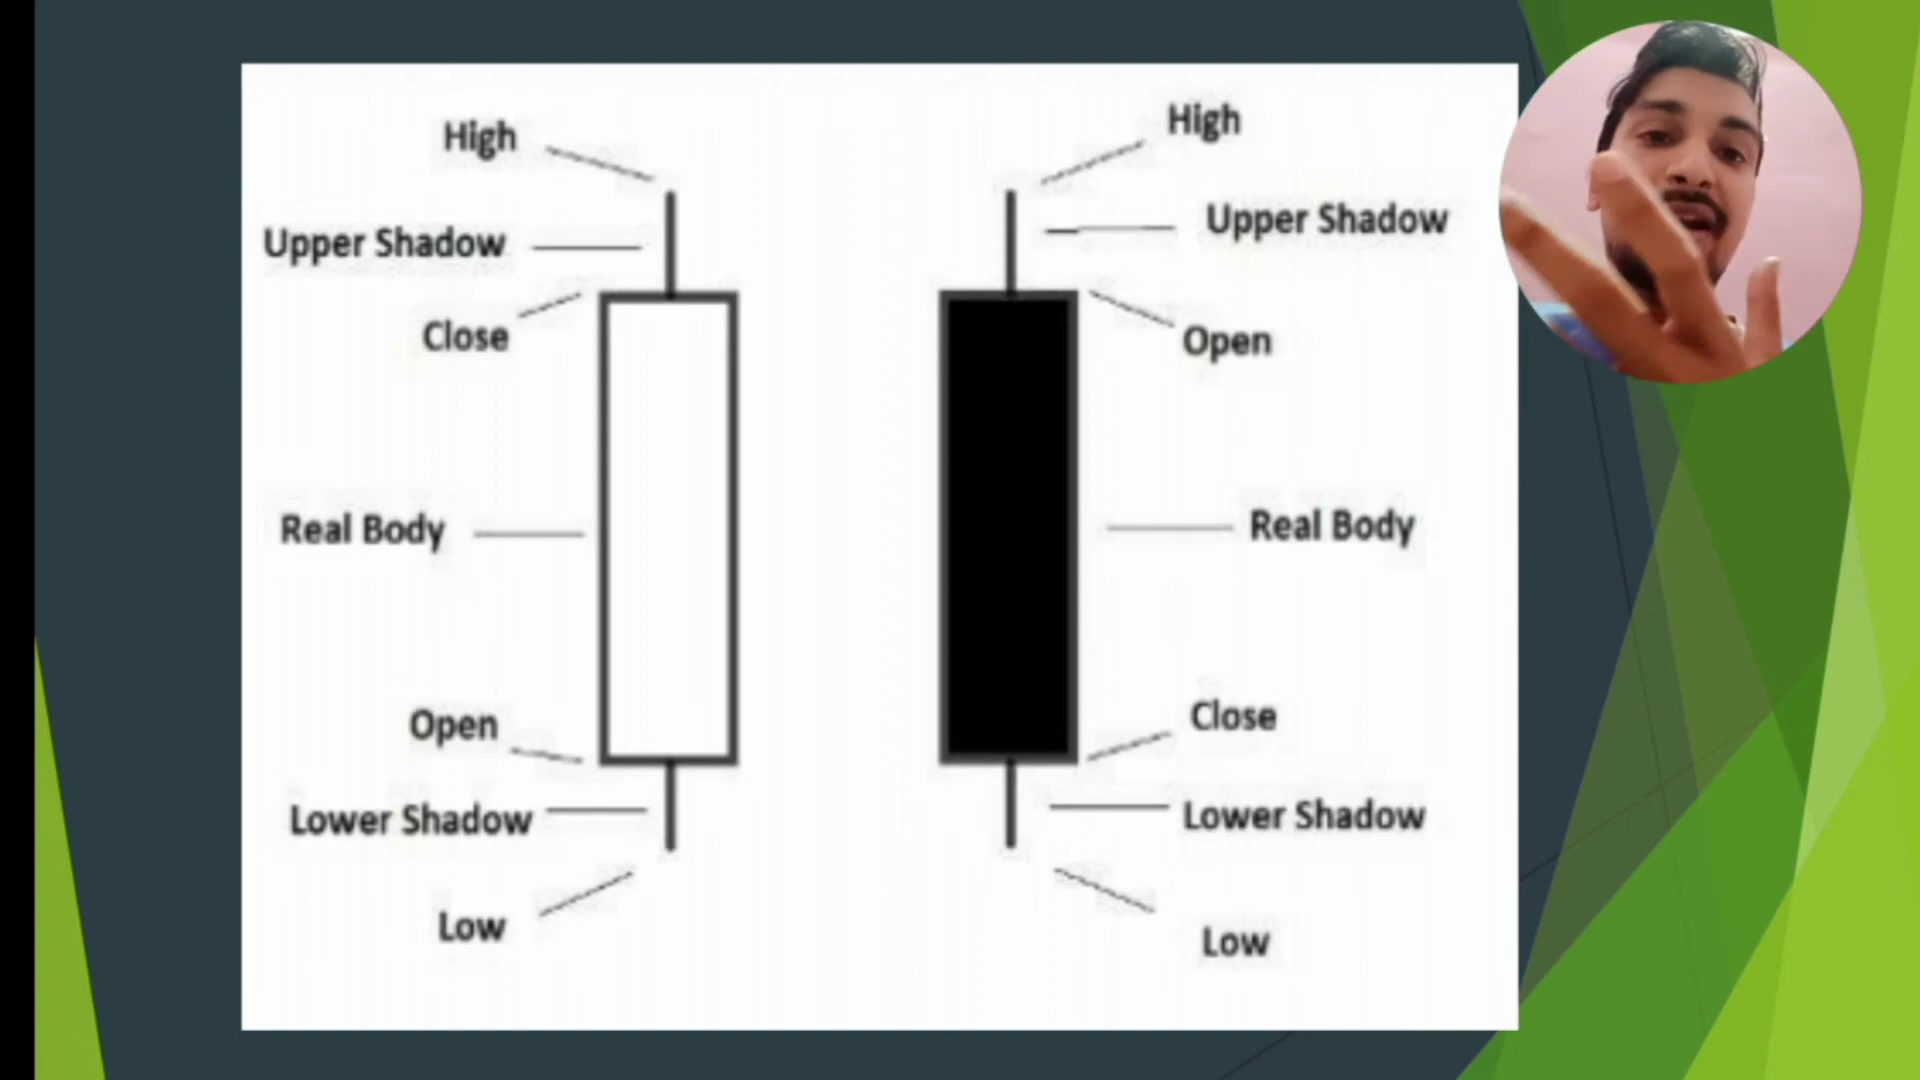 High
Upper Shadow
Close
Real Body
Open
Lower Shadow
Low
High
Upper Shadow
Open
Real Body
Close
Lower Shadow
Low